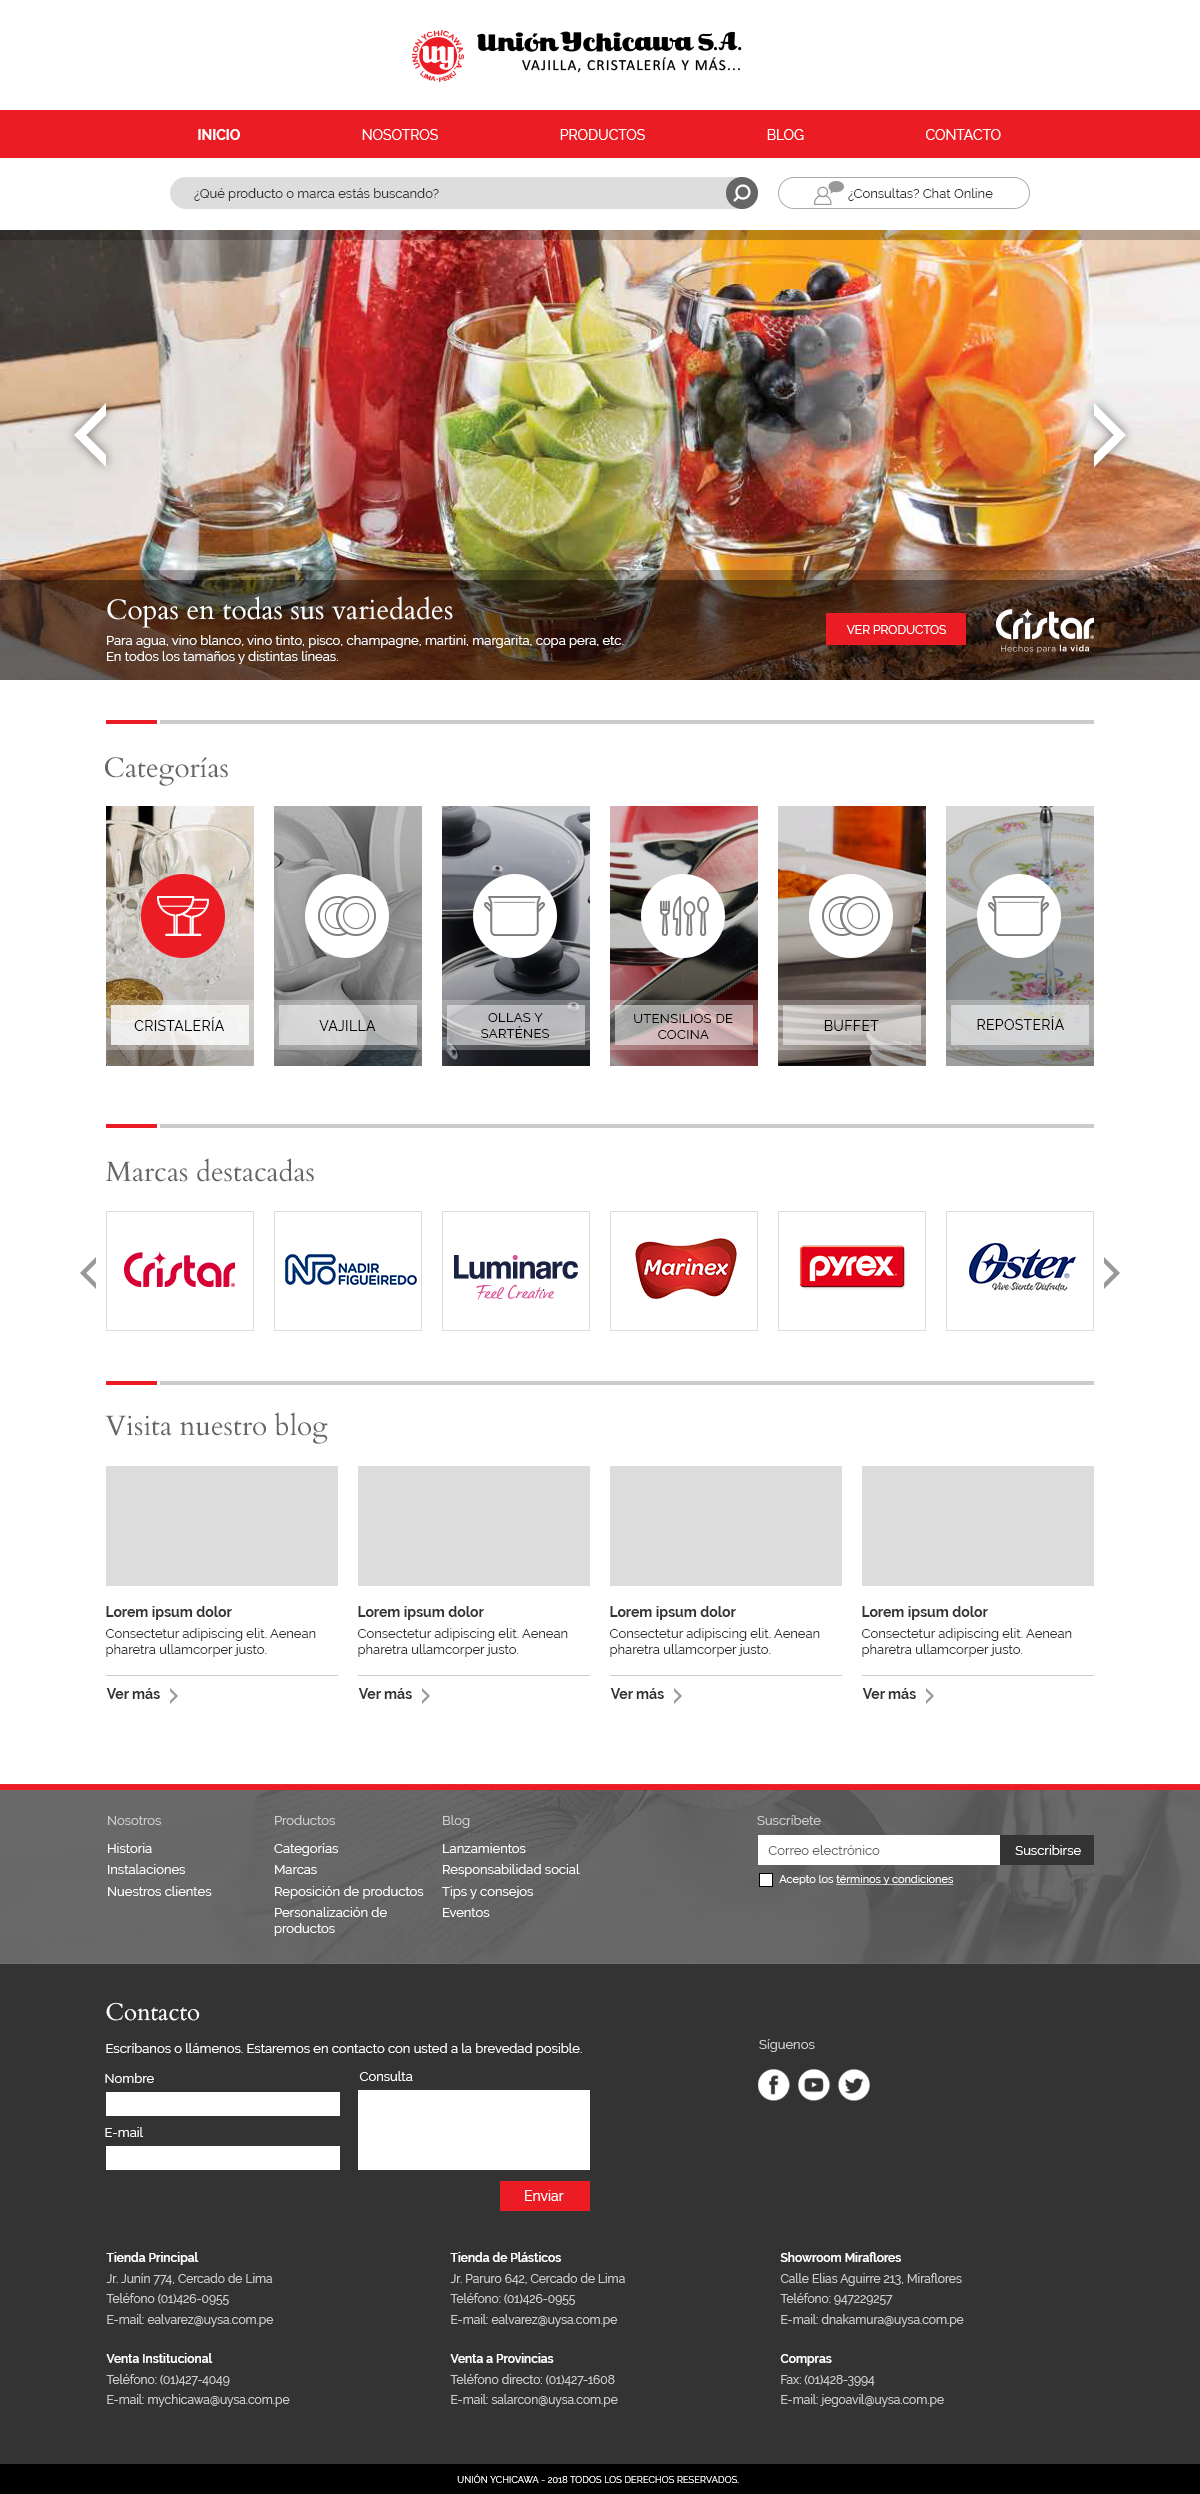 UNIÓN YCHICAWA S.A.
LIMA-PERÚ
uy
Unión Ychicawa S.A.
VAJILLA, CRISTALERÍA Y MÁS...
INICIO
NOSOTROS
PRODUCTOS
BLOG
CONTACTO
¿Qué producto o marca estás buscando?
¿Consultas? Chat Online
Copas en todas sus variedades
Para agua, vino blanco, vino tinto, pisco, champagne, martini, margarita, copa pera, etc.
En todos los tamaños y distintas líneas.
VER PRODUCTOS
Cristar
Hechos para la vida
Categorías
CRISTALERÍA
VAJILLA
OLLAS Y
SARTÉNES
UTENSILIOS DE
COCINA
BUFFET
REPOSTERÍA
Marcas destacadas
Cristar
NADIR
FIGUEIREDO
Luminarc
Feel Creative
Marinex
pyrex
Oster
Vive Siente Disfruta
Visita nuestro blog
Lorem ipsum dolor
Consectetur adipiscing elit. Aenean
pharetra ullamcorper justo.
Ver más
Lorem ipsum dolor
Consectetur adipiscing elit. Aenean
pharetra ullamcorper justo.
Ver más
Lorem ipsum dolor
Consectetur adipiscing elit. Aenean
pharetra ullamcorper justo.
Ver más
Lorem ipsum dolor
Consectetur adipiscing elit. Aenean
pharetra ullamcorper justo.
Ver más
Nosotros
Historia
Instalaciones
Nuestros clientes
Productos
Categorías
Marcas
Reposición de productos
Personalización de
productos
Blog
Lanzamientos
Responsabilidad social
Tips y consejos
Eventos
Suscríbete
Correo electrónico
Suscribirse
Acepto los términos y condiciones
Contacto
Escríbanos o llámenos. Estaremos en contacto con usted a la brevedad posible.
Nombre
E-mail
Consulta
Enviar
Síguenos
Tienda Principal
Jr. Junín 774, Cercado de Lima
Teléfono (01)426-0955
E-mail: ealvarez@uysa.com.pe
Tienda de Plásticos
Jr. Paruro 642, Cercado de Lima
Teléfono: (01)426-0955
E-mail: ealvarez@uysa.com.pe
Showroom Miraflores
Calle Elias Aguirre 213, Miraflores
Teléfono: 947229257
E-mail: dnakamura@uysa.com.pe
Venta Institucional
Teléfono: (01)427-4049
E-mail: mychicawa@uysa.com.pe
Venta a Provincias
Teléfono directo: (01)427-1608
E-mail: salarcon@uysa.com.pe
Compras
Fax: (01)428-3994
E-mail: jegoavil@uysa.com.pe
UNIÓN YCHICAWA - 2018 TODOS LOS DERECHOS RESERVADOS.